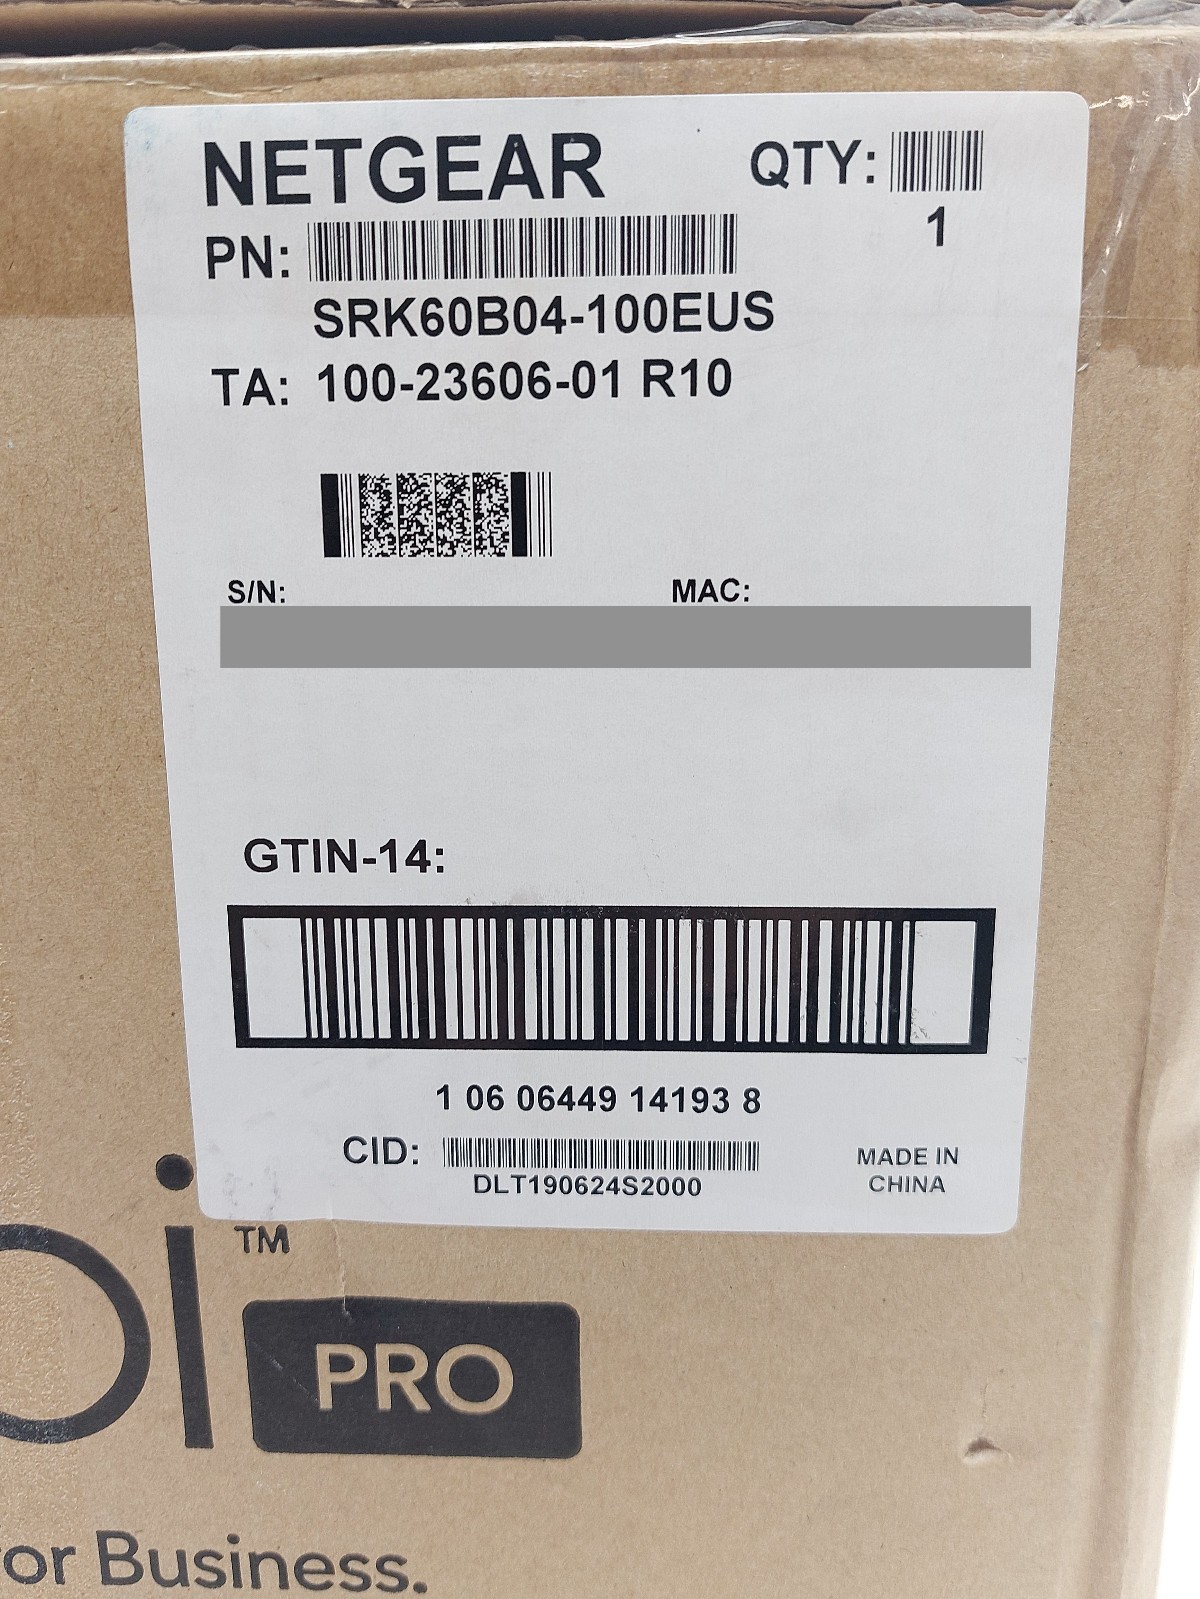 NETGEAR
QTY:
1
PN:
SRK60B04-100EUS
TA: 100-23606-01 R10
S/N: MAC:
GTIN-14:
1 06 06449 14193 8
CID:
DLT190624S2000
MADE IN
CHINA
TM
PRO
or Business.